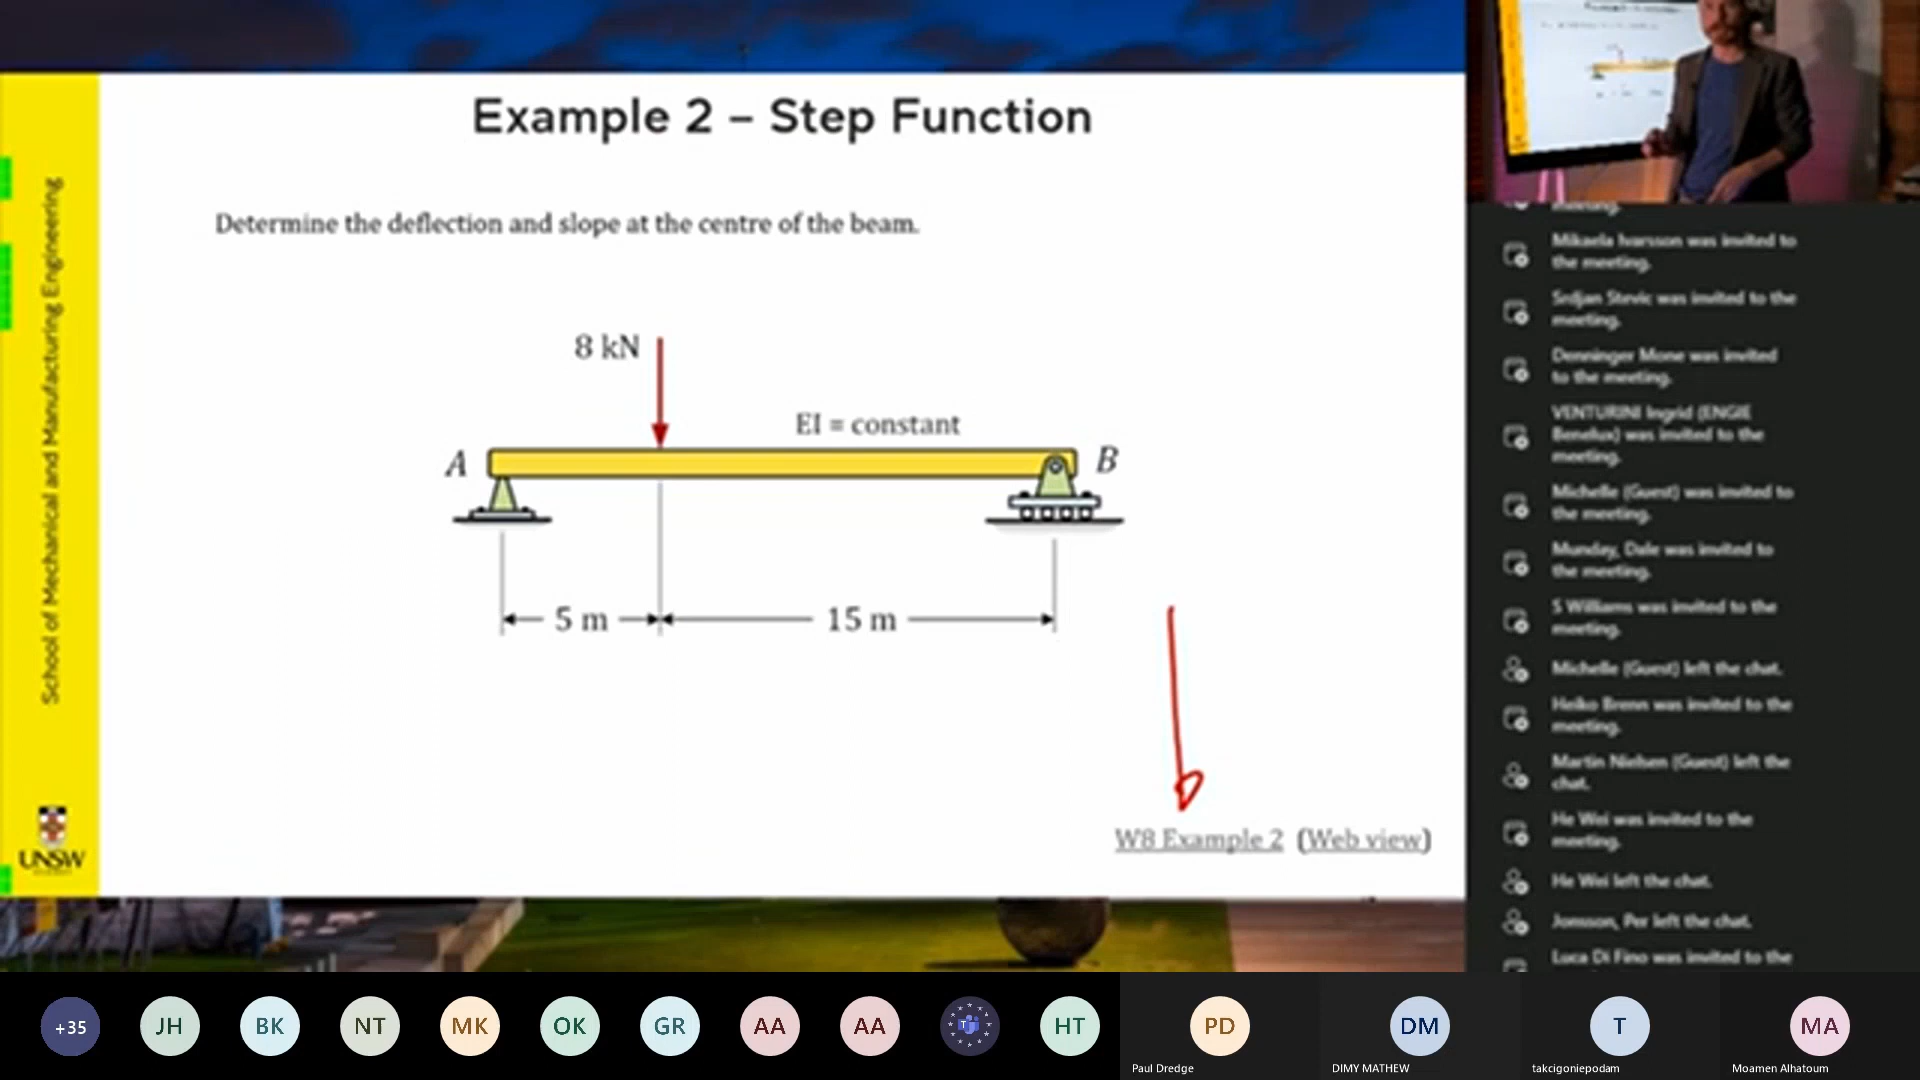 Example 2 – Step Function
School of Mechanical and Manufacturing Engineering
Determine the deflection and slope at the centre of the beam.
8 kN
EI = constant
A
B
5 m
15 m
W8 Example 2 (Web view)
UNSW
meeting.
Mikaela Ivarsson was invited to
the meeting.
Srdjan Stevic was invited to the
meeting.
Denninger Mone was invited
to the meeting.
VENTURINI Ingrid (ENGIE
Benelux) was invited to the
meeting.
Michelle (Guest) was invited to
the meeting.
Munday, Dale was invited to
the meeting.
S Williams was invited to the
meeting.
Michelle (Guest) left the chat.
Heiko Brenn was invited to the
meeting.
Martin Nielsen (Guest) left the
chat.
He Wei was invited to the
meeting.
He Wei left the chat.
Jonsson, Per left the chat.
Luca Di Fino was invited to the
+35
JH
BK
NT
MK
OK
GR
AA
AA
T
HT
PD
DM
T
MA
Paul Dredge
DIMY MATHEW
takcigoniepodam
Moamen Alhatoum